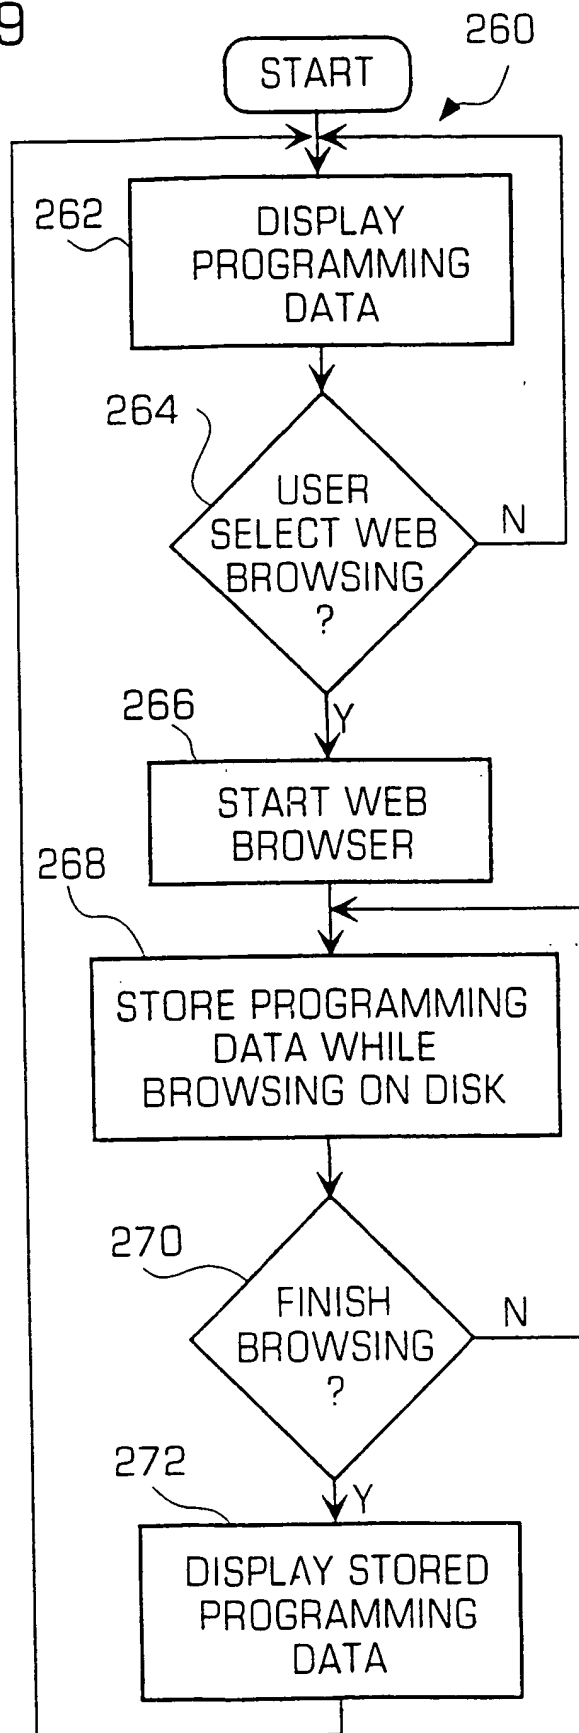 9
260
START
262
DISPLAY
PROGRAMMING
DATA
264
USER
SELECT WEB
BROWSING
?
N
Y
266
START WEB
BROWSER
268
STORE PROGRAMMING
DATA WHILE
BROWSING ON DISK
270
FINISH
BROWSING
?
N
Y
272
DISPLAY STORED
PROGRAMMING
DATA